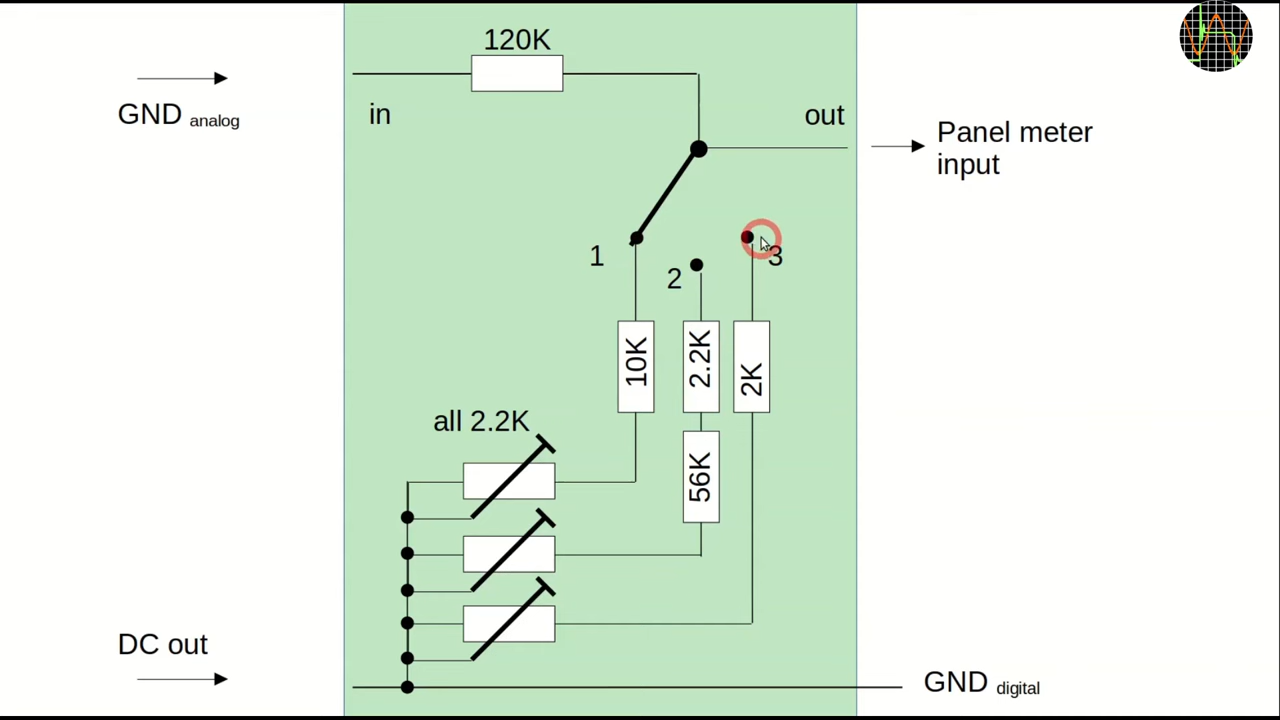 120K
GND analog
in
out
Panel meter
input
1
2
3
10K
2.2K
2K
all 2.2K
56K
DC out
GND digital